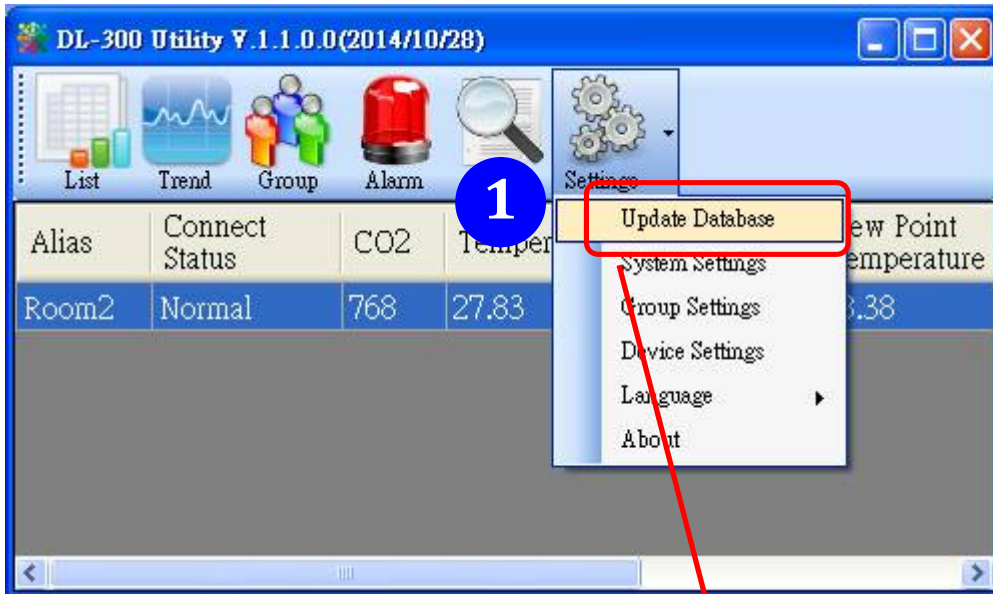 DL-300 Utility V.1.1.0.0(2014/10/28)
List
Trend
Group
Alarm
Settings
1
Update Database
System Settings
Group Settings
Device Settings
Language
About
Alias
Connect
Status
CO2
Temper
ew Point
emperature
Room2
Normal
768
27.83
.38